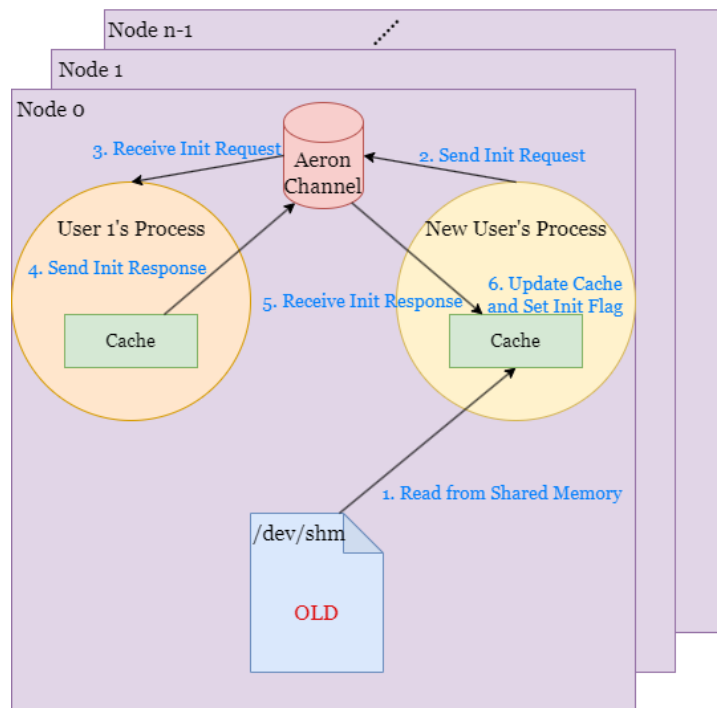 Node n-1
Node 1
Node 0
3. Receive Init Request
Aeron
Channel
2. Send Init Request
User 1's Process
New User's Process
4. Send Init Response
5. Receive Init Response
6. Update Cache
and Set Init Flag
Cache
Cache
1. Read from Shared Memory
/dev/shm
OLD